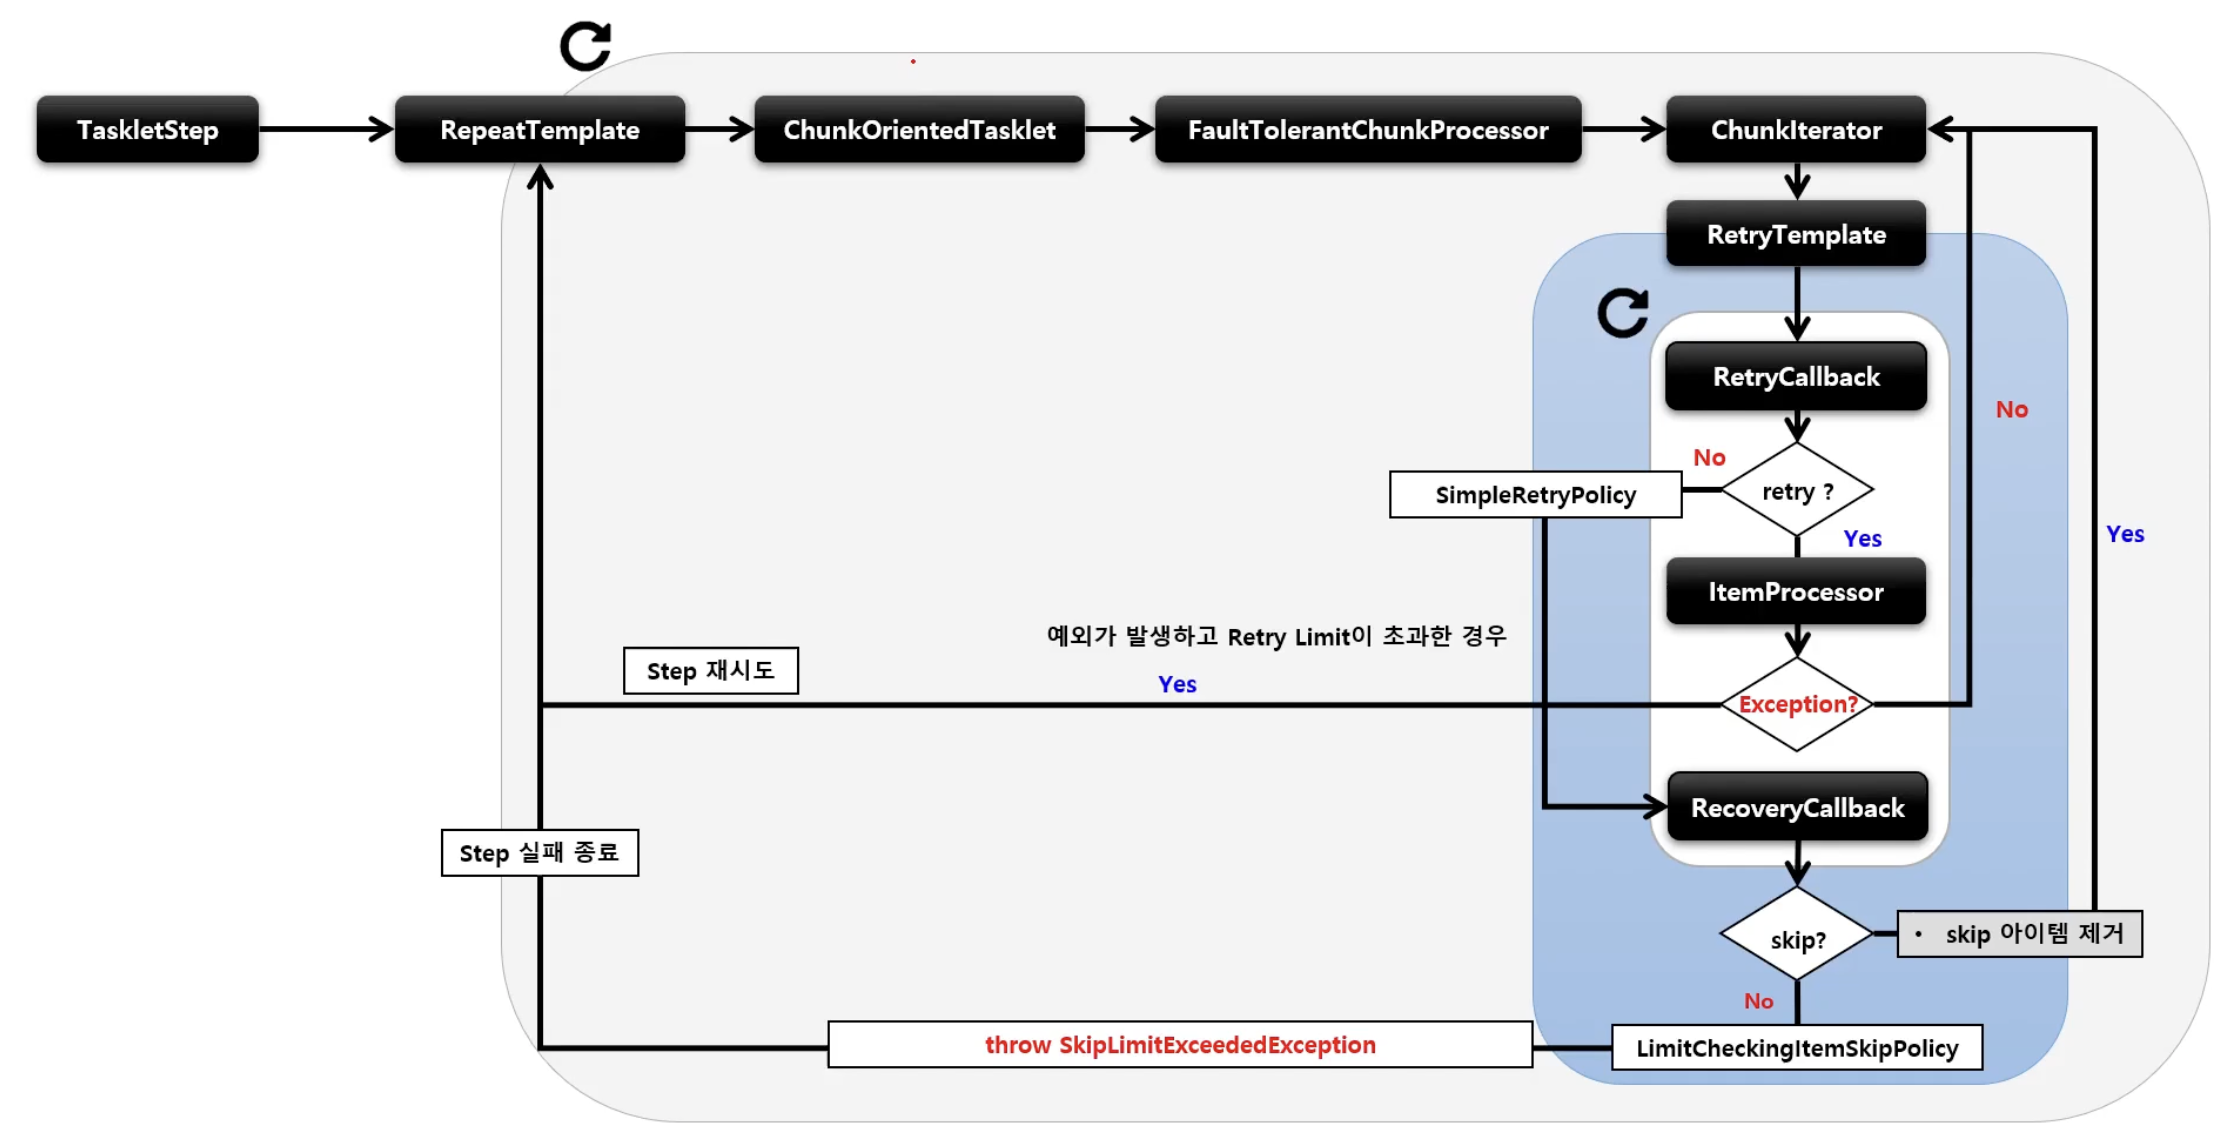 TaskletStep
RepeatTemplate
ChunkOrientedTasklet
FaultTolerantChunkProcessor
ChunkIterator
RetryTemplate
RetryCallback
No
No
SimpleRetryPolicy
retry ?
Yes
Yes
ItemProcessor
예외가 발생하고 Retry Limit이 초과한 경우
Step 재시도
Yes
Exception?
RecoveryCallback
Step 실패 종료
skip?
• skip 아이템 제거
No
throw SkipLimitExceededException
LimitCheckingItemSkipPolicy